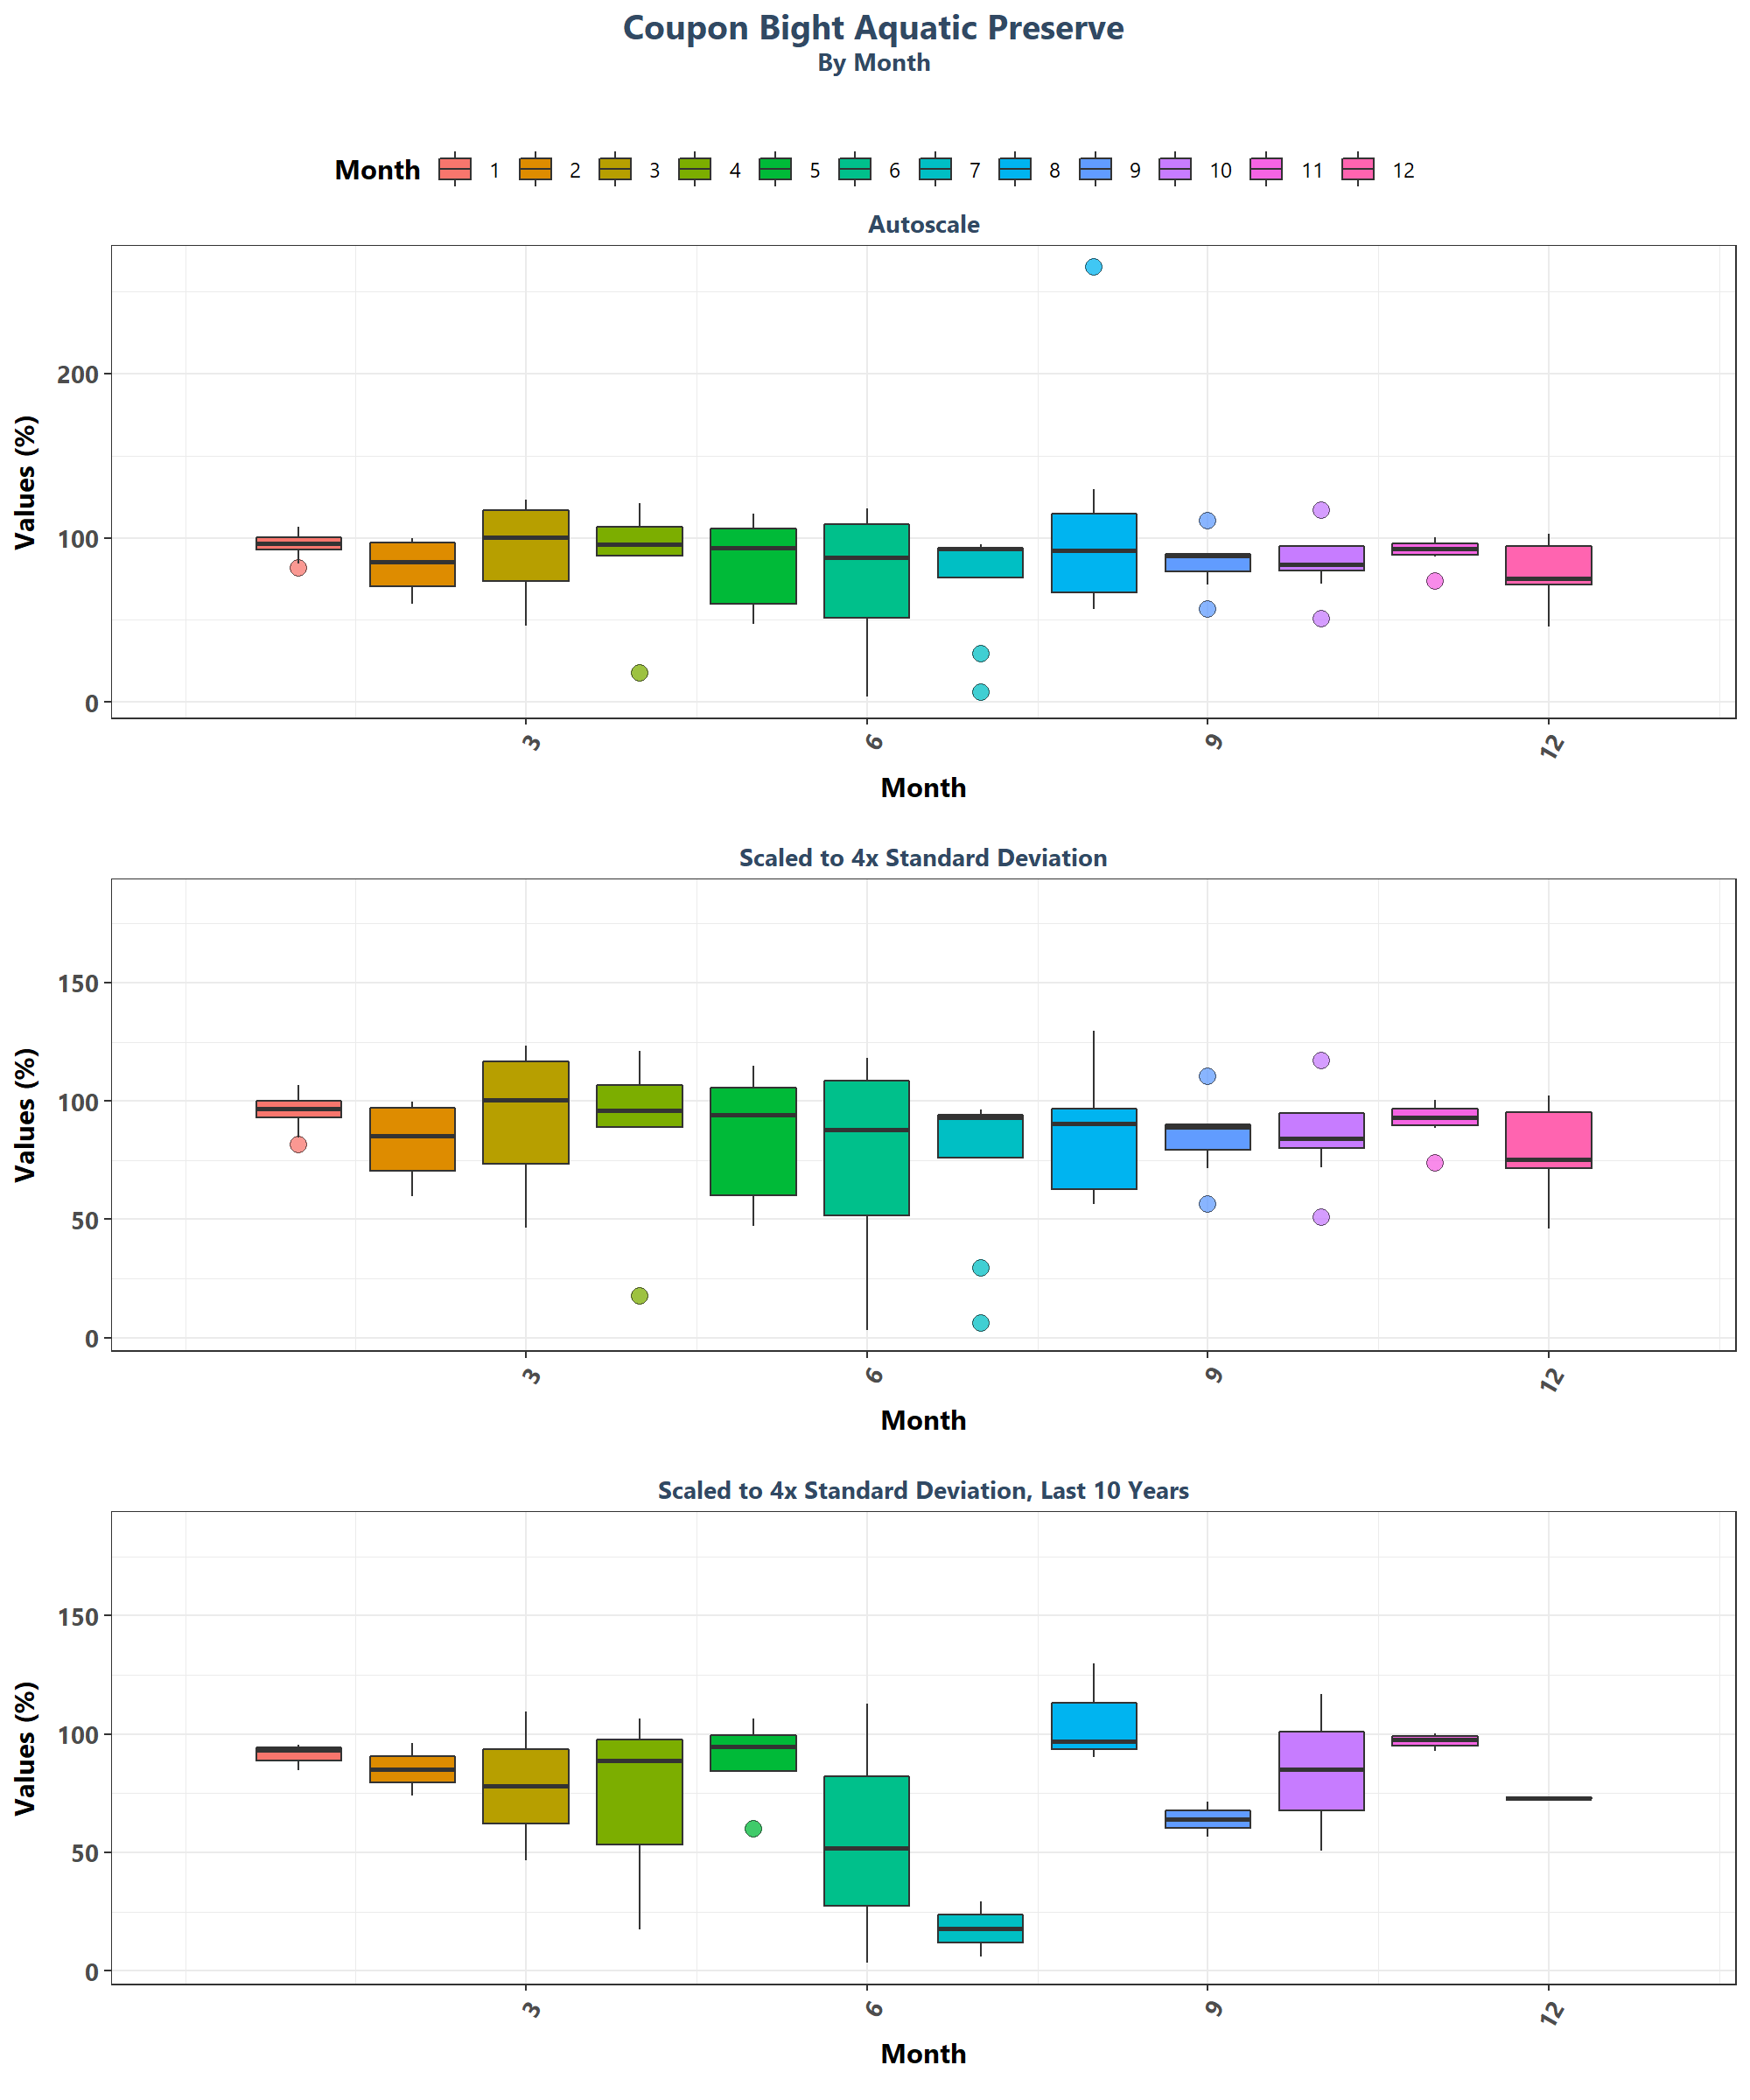 Coupon Bight Aquatic Preserve
By Month
Month 1 2 3 4 5 6 7 8 9 10 11 12
Autoscale
Values (%)
200
100
0
3 6 9 12
Month
Scaled to 4x Standard Deviation
Values (%)
150
100
50
0
3 6 9 12
Month
Scaled to 4x Standard Deviation, Last 10 Years
Values (%)
150
100
50
0
3 6 9 12
Month